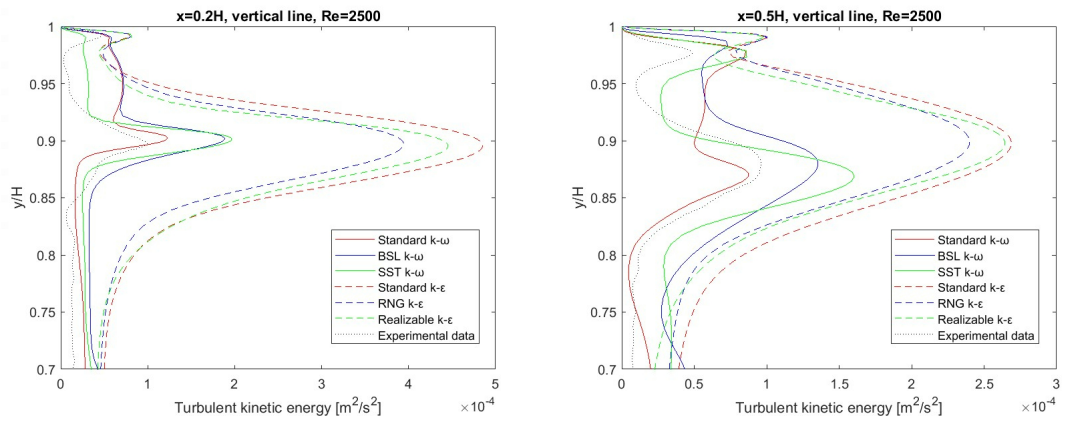 x=0.2H, vertical line, Re=2500
1
0.95
0.9
0.85
0.8
0.75
0.7
y/H
Standard k-ω
BSL k-ω
SST k-ω
Standard k-ε
RNG k-ε
Realizable k-ε
Experimental data
0 1 2 3 4 5
Turbulent kinetic energy [m²/s²] ×10⁻⁴
x=0.5H, vertical line, Re=2500
1
0.95
0.9
0.85
0.8
0.75
0.7
y/H
Standard k-ω
BSL k-ω
SST k-ω
Standard k-ε
RNG k-ε
Realizable k-ε
Experimental data
0 0.5 1 1.5 2 2.5 3
Turbulent kinetic energy [m²/s²] ×10⁻⁴